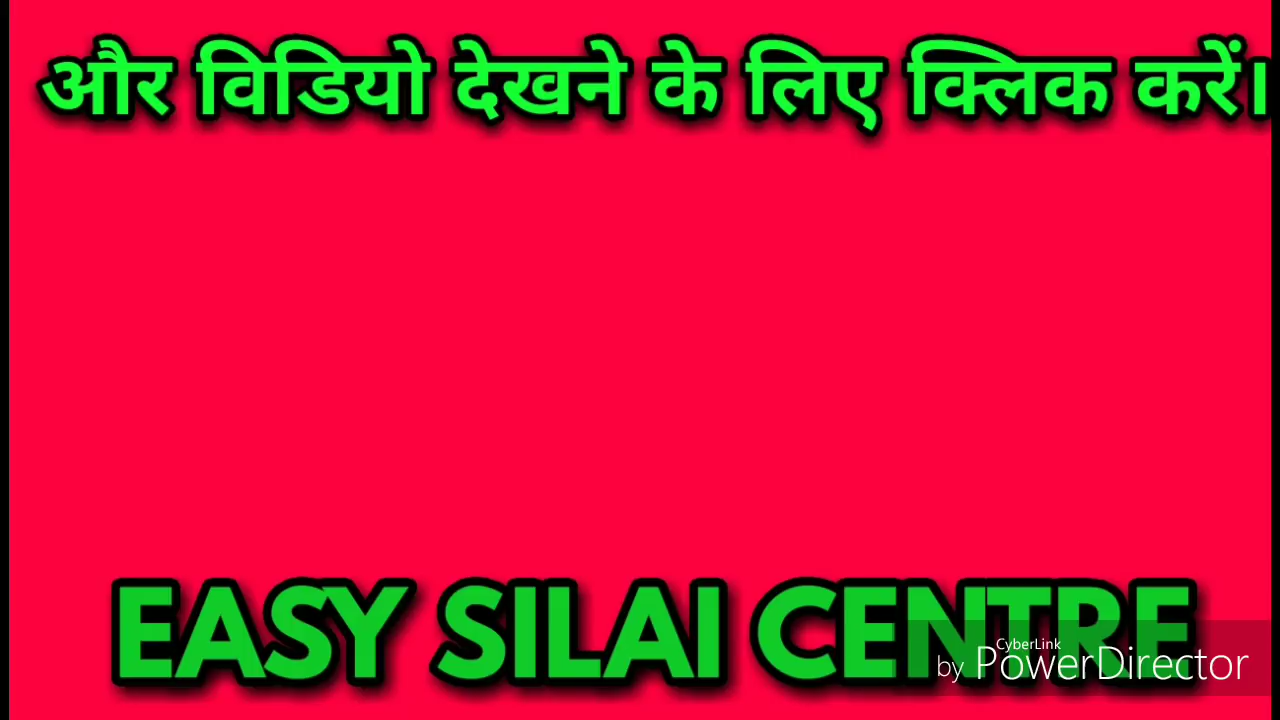 और विडियो देखने के लिए क्लिक करें।
EASY SILAI CENTRE
CyberLink
by PowerDirector